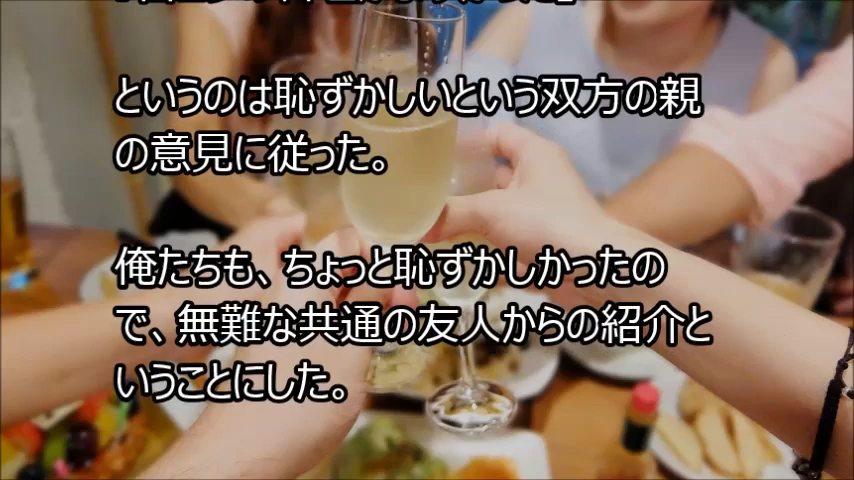 というのは恥ずかしいという双方の親
の意見に従った。
俺たちも、ちょっと恥ずかしかったの
で、無難な共通の友人からの紹介と
いうことにした。